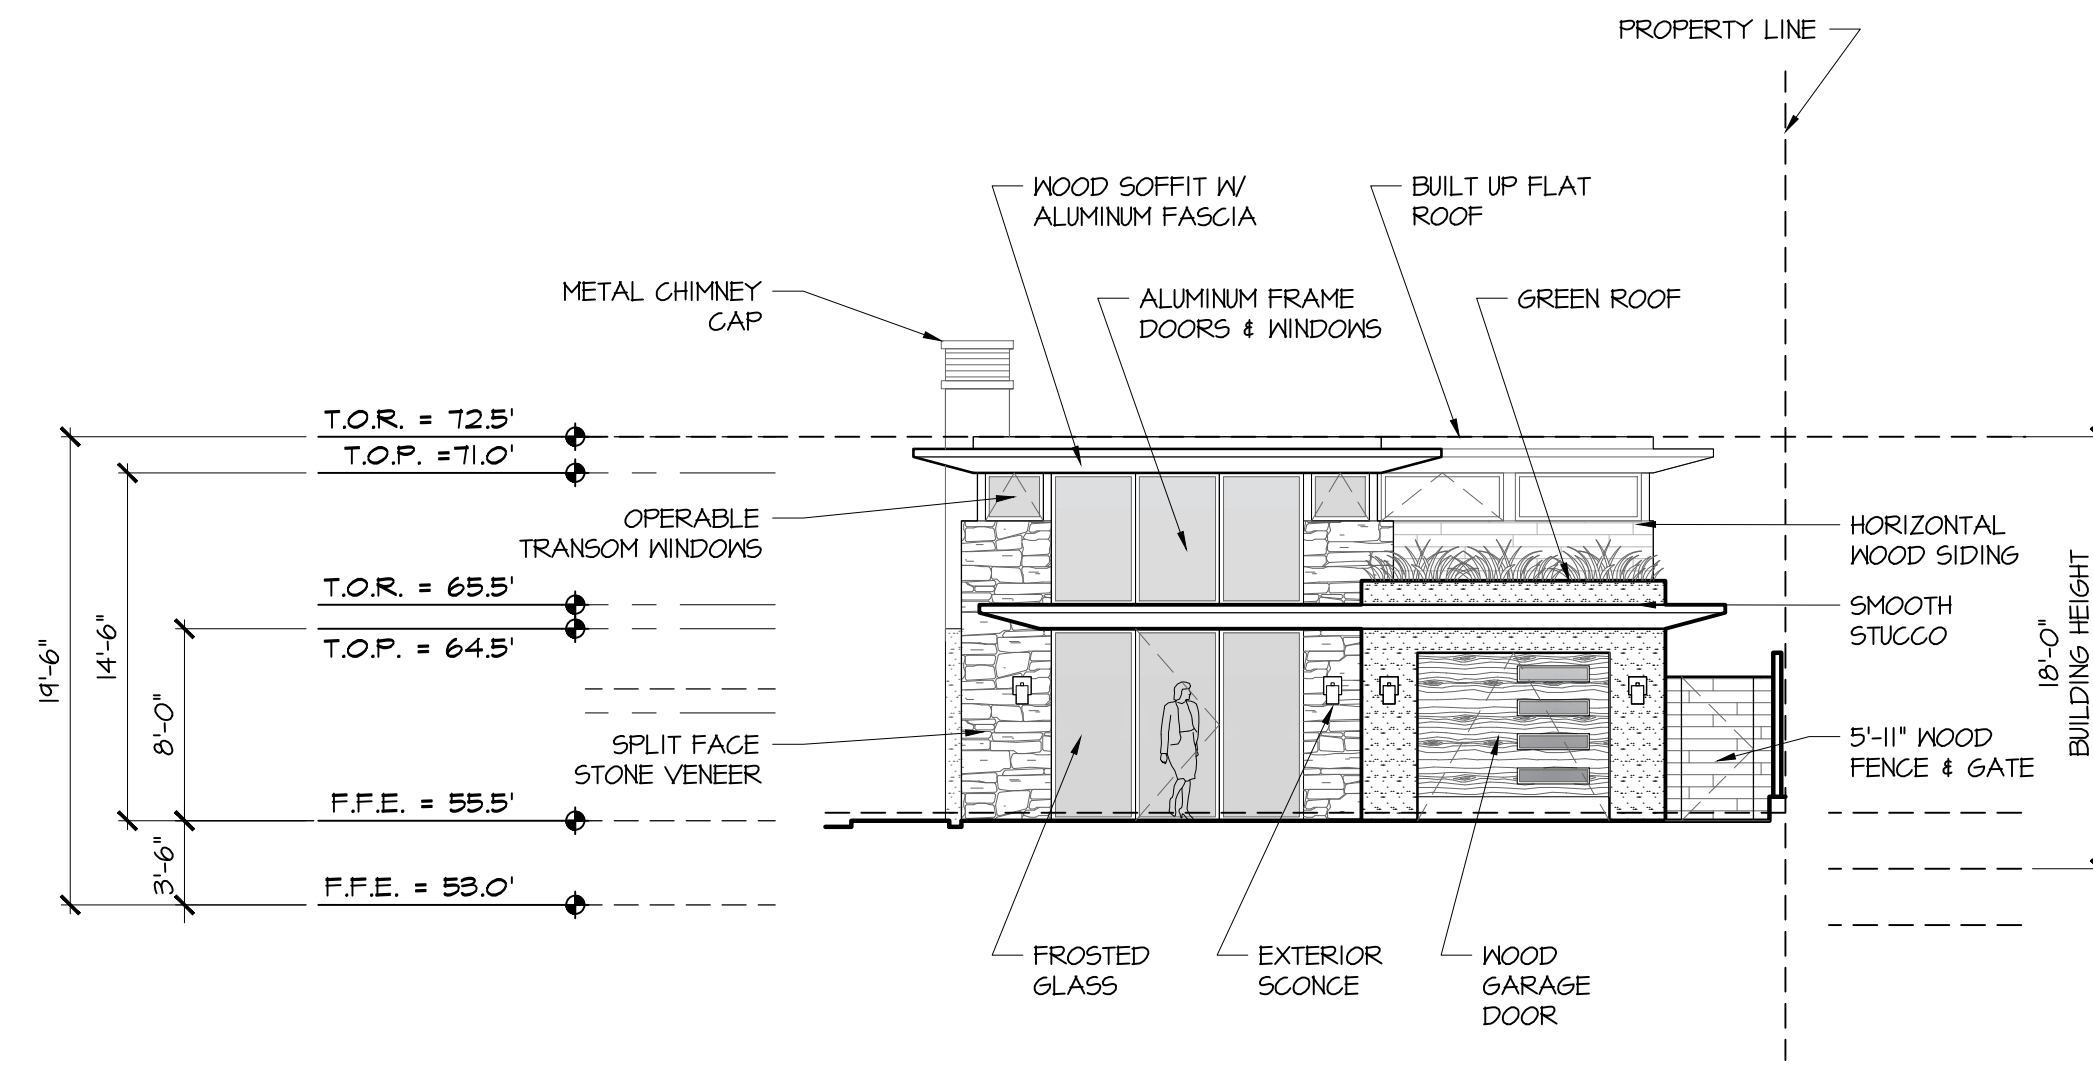 PROPERTY LINE
WOOD SOFFIT W/
ALUMINUM FASCIA
BUILT UP FLAT
ROOF
METAL CHIMNEY
CAP
ALUMINUM FRAME
DOORS & WINDOWS
GREEN ROOF
T.O.R. = 72.5'
T.O.P. =71.0'
OPERABLE
TRANSOM WINDOWS
HORIZONTAL
WOOD SIDING
T.O.R. = 65.5'
T.O.P. = 64.5'
SMOOTH
STUCCO
19'-6"
14'-6"
8'-0"
3'-6"
18'-0"
BUILDING HEIGHT
SPLIT FACE
STONE VENEER
5'-11" WOOD
FENCE & GATE
F.F.E. = 55.5'
F.F.E. = 53.0'
FROSTED
GLASS
EXTERIOR
SCONCE
WOOD
GARAGE
DOOR